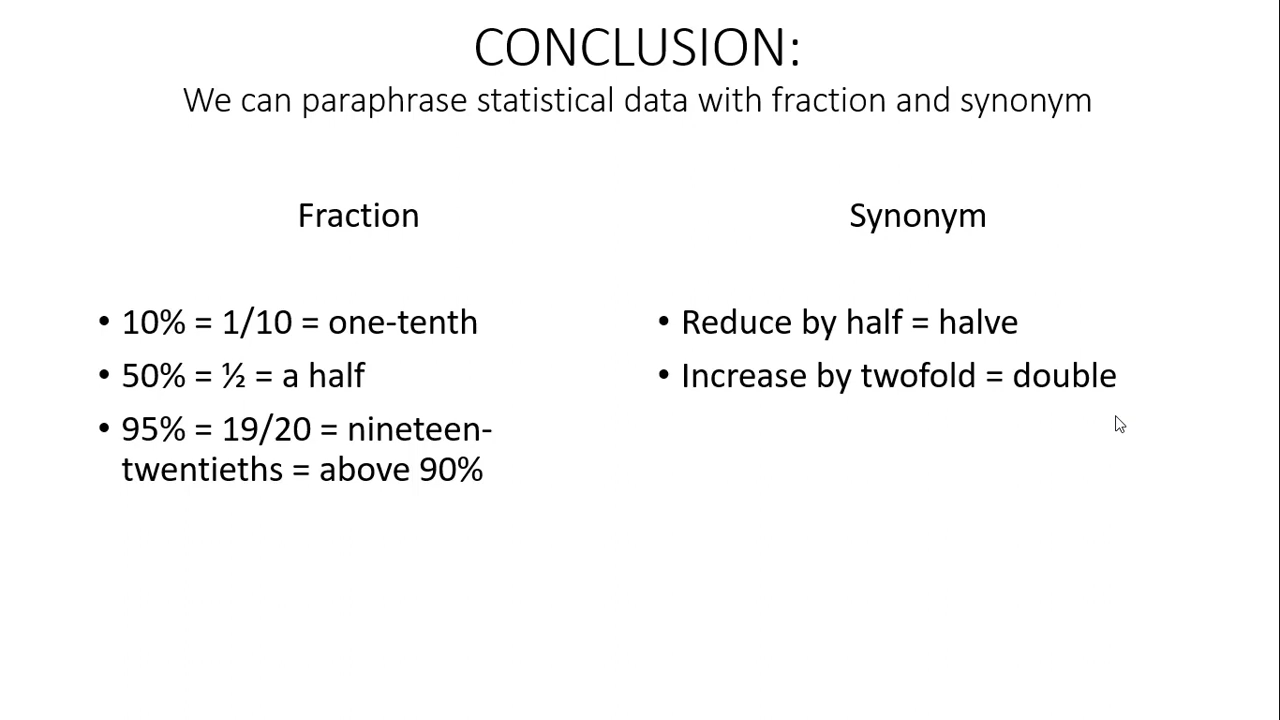 CONCLUSION:
We can paraphrase statistical data with fraction and synonym
Fraction
• 10% = 1/10 = one-tenth
• 50% = ½ = a half
• 95% = 19/20 = nineteen-
twentieths = above 90%
Synonym
• Reduce by half = halve
• Increase by twofold = double